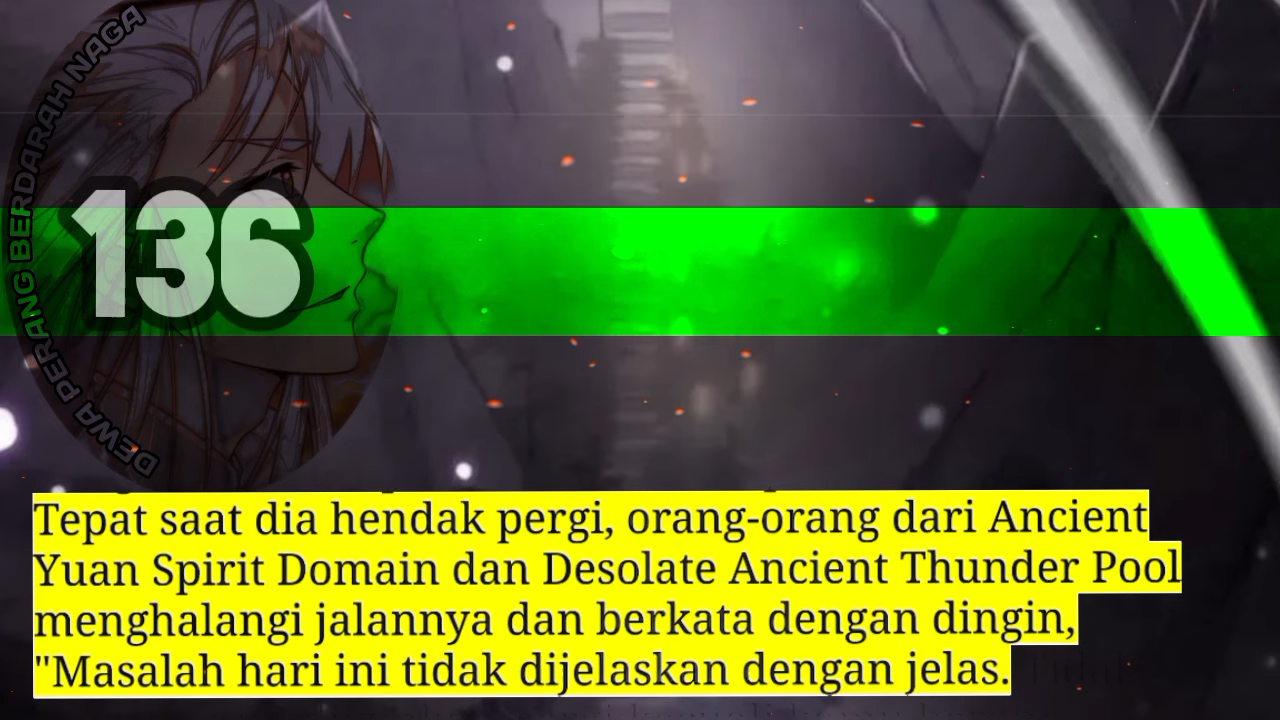 DEWA PERANG BERDARAH NAGA
136
Tepat saat dia hendak pergi, orang-orang dari Ancient
Yuan Spirit Domain dan Desolate Ancient Thunder Pool
menghalangi jalannya dan berkata dengan dingin,
"Masalah hari ini tidak dijelaskan dengan jelas.